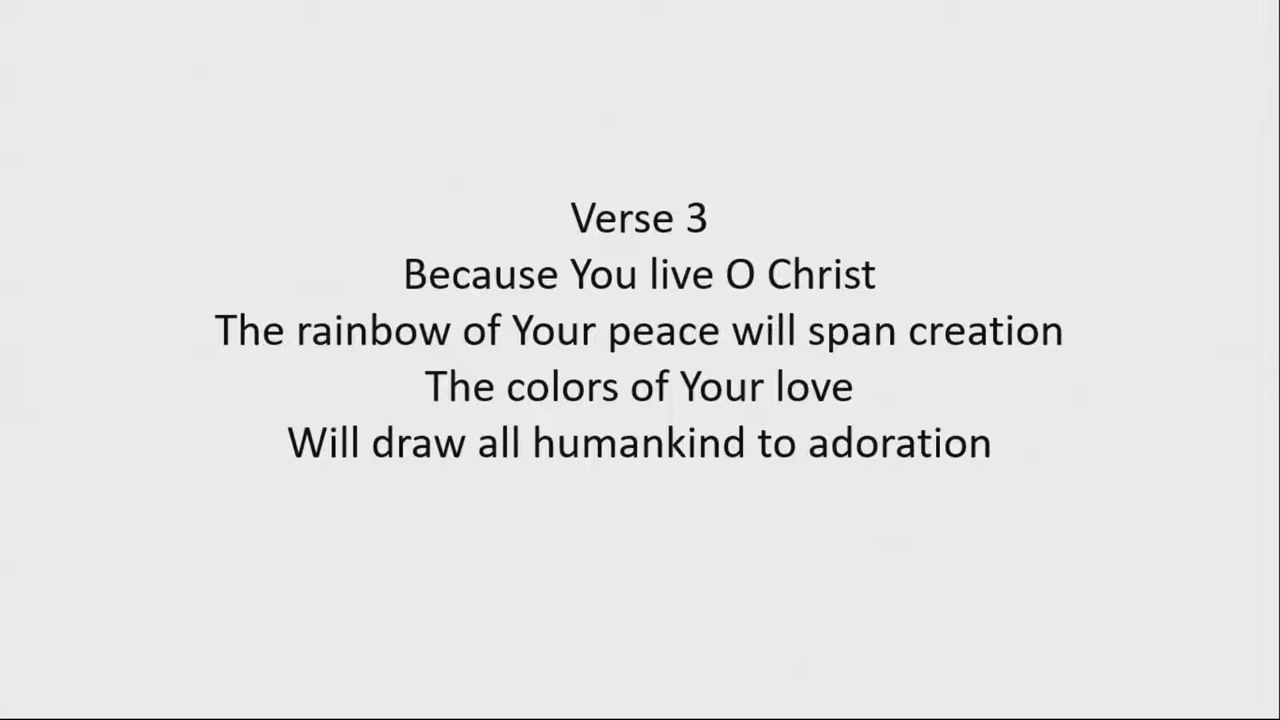 Verse 3
Because You live O Christ
The rainbow of Your peace will span creation
The colors of Your love
Will draw all humankind to adoration